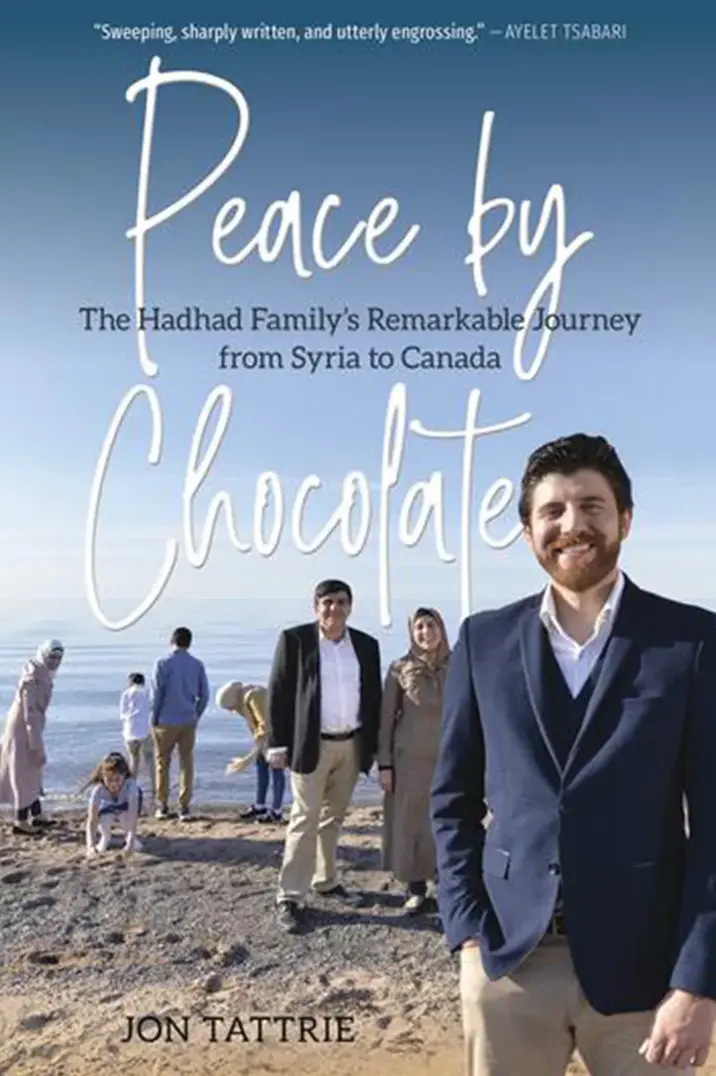 “Sweeping, sharply written, and utterly engrossing.” — AYELET TSABARI
Peace by
The Hadhad Family’s Remarkable Journey
from Syria to Canada
Chocolate
JON TATTRIE